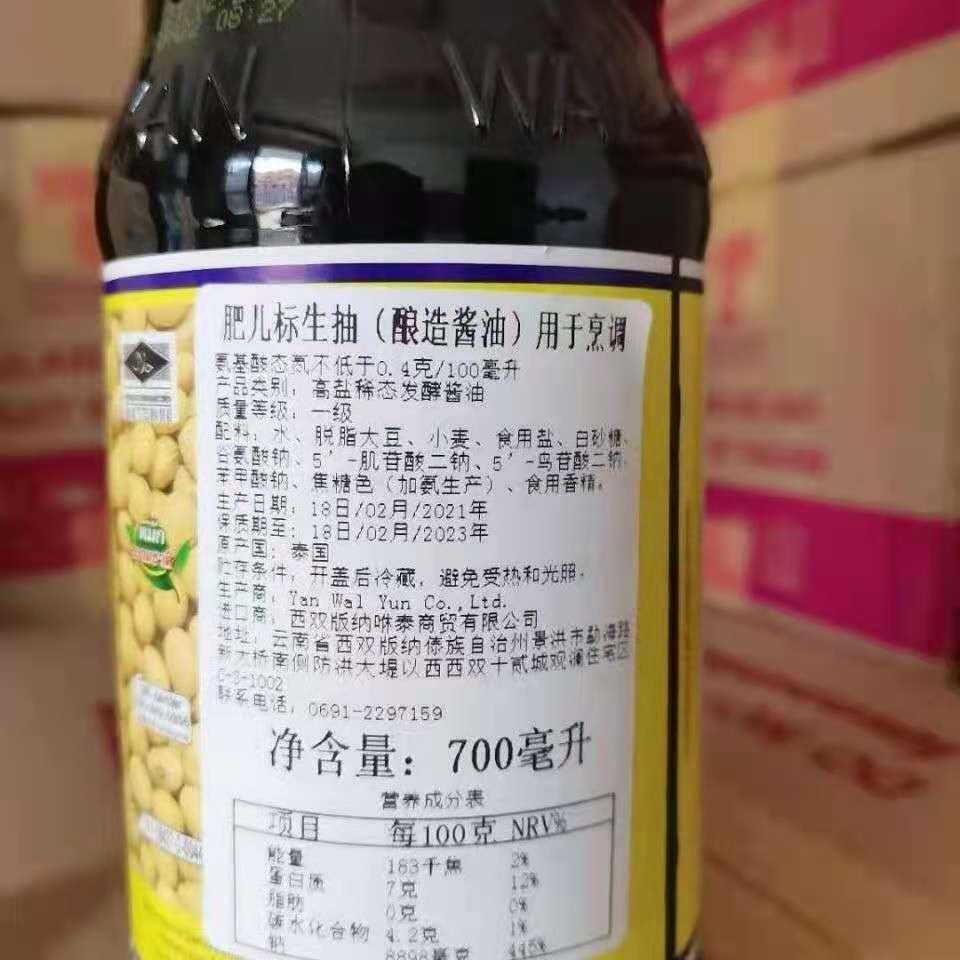 08:27
WA
肥儿标生抽（酿造酱油）用于烹调
氨基酸态氮不低于0.4克/100毫升
产品类别：高盐稀态发酵酱油
质量等级：一级
配料：水、脱脂大豆、小麦、食用盐、白砂糖、
谷氨酸钠、5’-肌苷酸二钠、5’-鸟苷酸二钠、
苯甲酸钠、焦糖色（加氨生产）、食用香精。
生产日期：18日/02月/2021年
保质期至：18日/02月/2023年
原产国：泰国
贮存条件：开盖后冷藏，避免受热和光照。
生产商：Yan Wal Yun Co.,Ltd.
进口商：西双版纳咻泰商贸有限公司
地址：云南省西双版纳傣族自治州景洪市勐海路
新大桥南侧防洪大堤以西西双十贰城观澜住宅区
C-S-1002
联系电话：0691-2297159
净含量：700毫升
营养成分表
项目 每100克 NRV%
能量 183千焦 2%
蛋白质 7克 12%
脂肪 0克 0%
碳水化合物 4.2克 1%
钠 8898毫克 445%